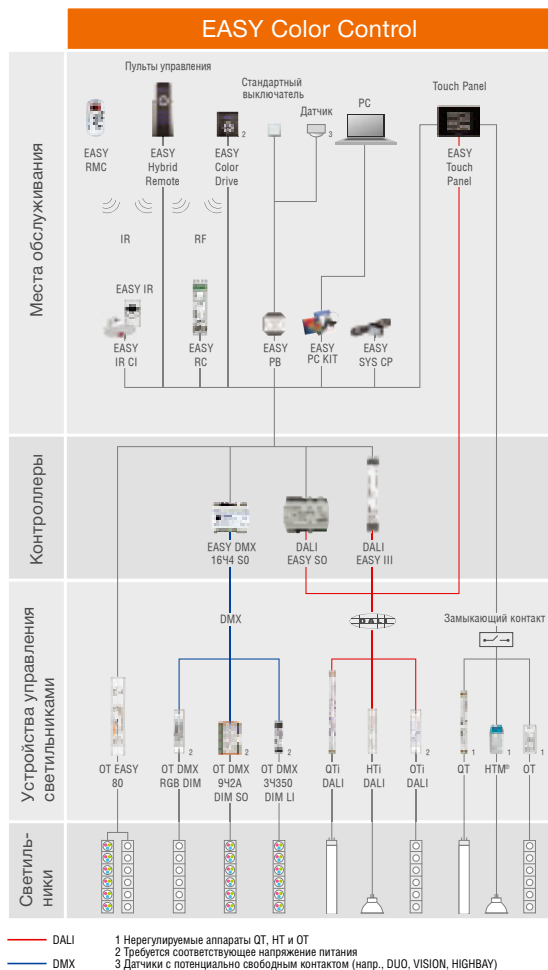 EASY Color Control
Места обслуживания
Пульты управления
Стандартный
выключатель
Датчик
PC
Touch Panel
2
3
EASY
RMC
EASY
Hybrid
Remote
EASY
Color
Drive
EASY
Touch
Panel
IR
RF
EASY IR
EASY
IR CI
EASY
RC
EASY
PB
EASY
PC KIT
EASY
SYS CP
Контроллеры
EASY DMX
16Ч4 S0
DALI
EASY SO
DALI
EASY III
Устройства управления
светильниками
DMX
DALI
Замыкающий контакт
2
2
2
2
1
1
1
OT EASY
80
OT DMX
RGB DIM
OT DMX
9Ч2А
DIM SO
OT DMX
3Ч350
DIM LI
QTi
DALI
HTi
DALI
OTi
DALI
QT
HTM®
OT
Светиль-
ники
DALI
DMX
1 Нерегулируемые аппараты QT, HT и OT
2 Требуется соответствующее напряжение питания
3 Датчики с потенциально свободным контактом (напр., DUO, VISION, HIGHBAY)